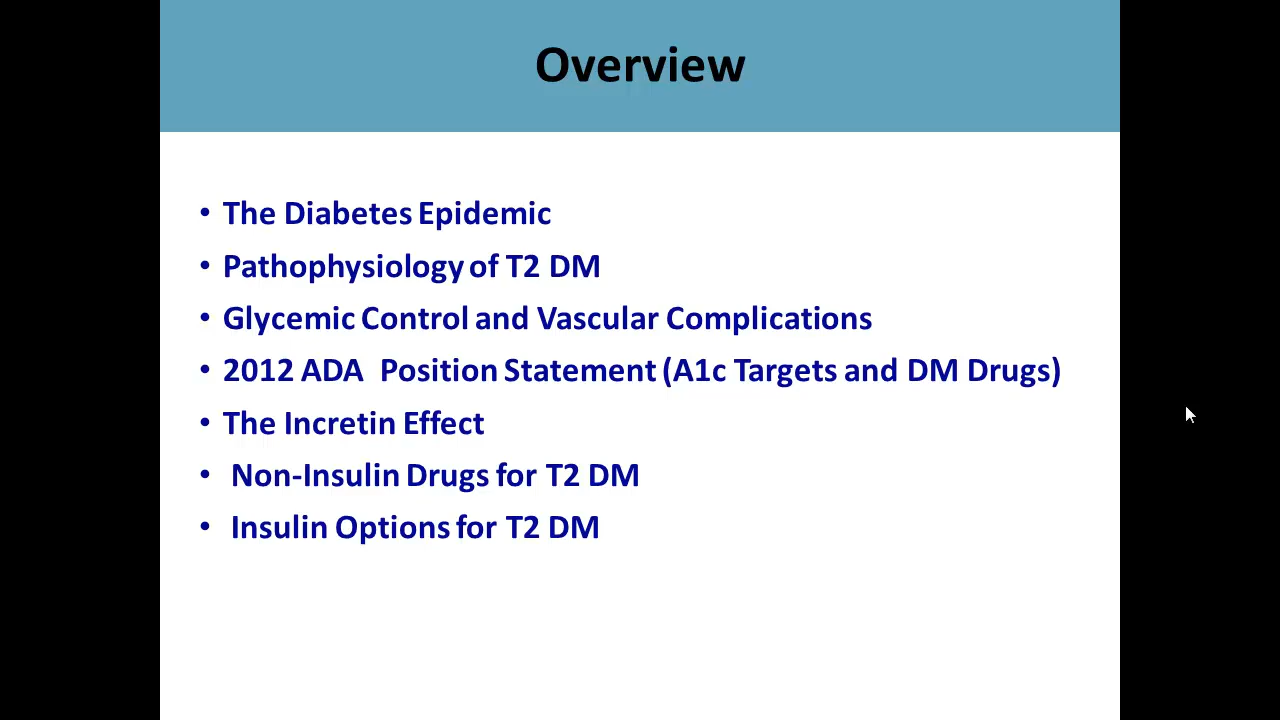 Overview
• The Diabetes Epidemic
• Pathophysiology of T2 DM
• Glycemic Control and Vascular Complications
• 2012 ADA  Position Statement (A1c Targets and DM Drugs)
• The Incretin Effect
• Non-Insulin Drugs for T2 DM
• Insulin Options for T2 DM